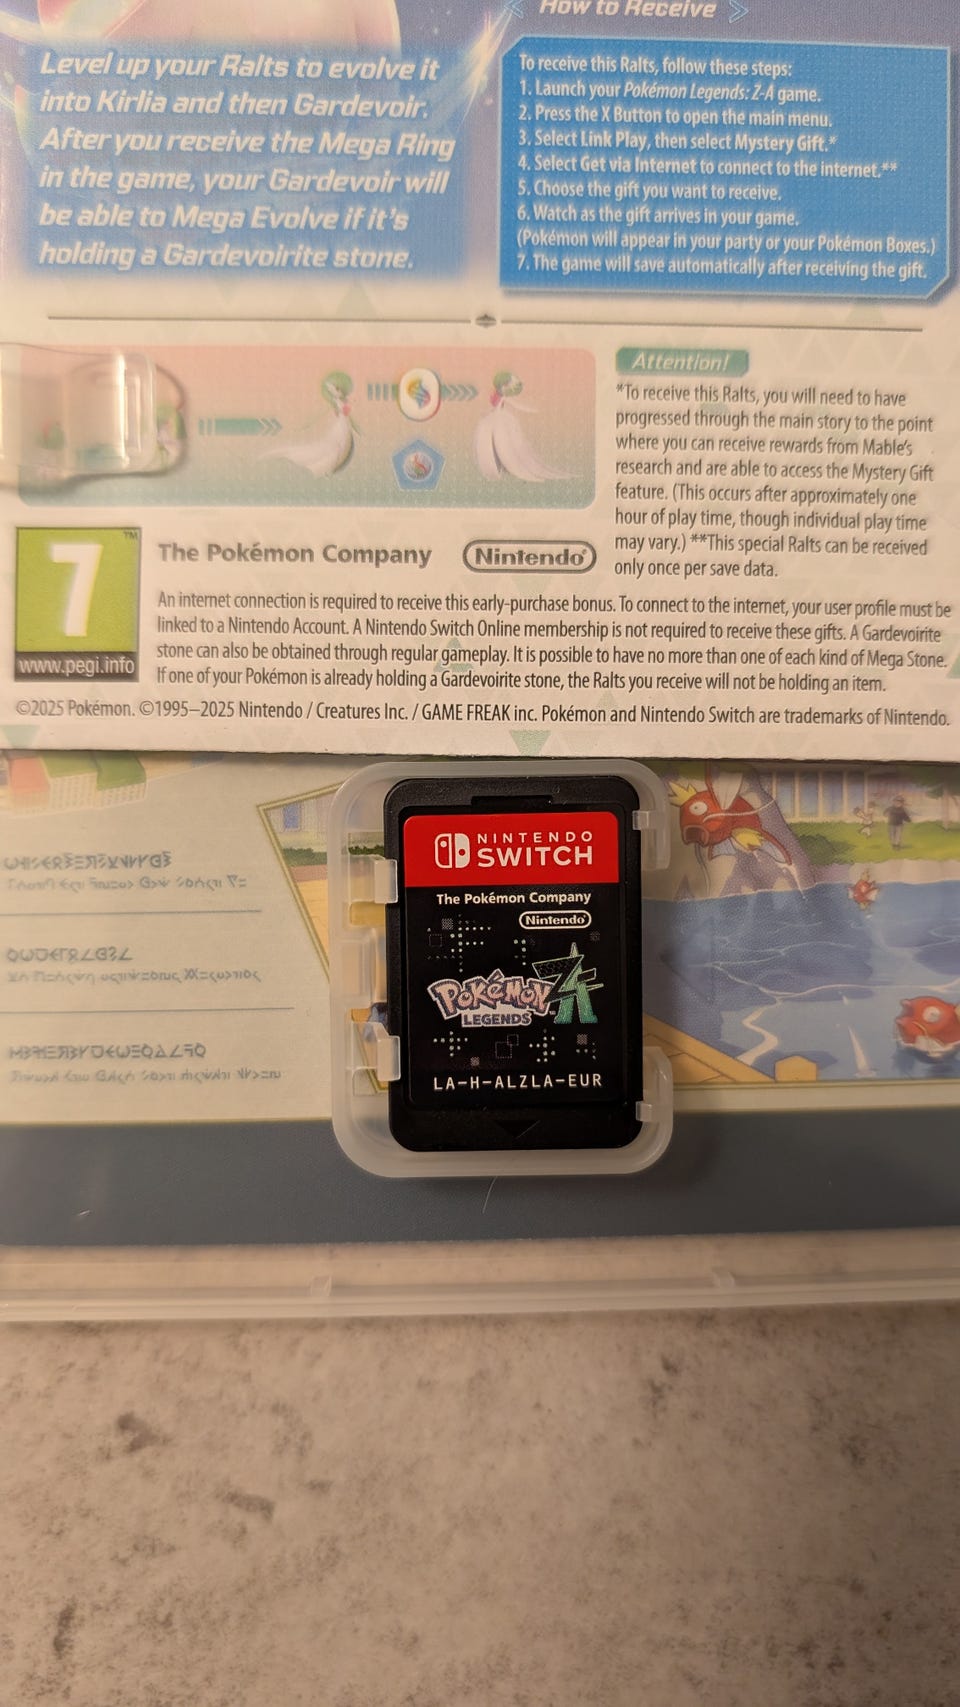 How to Receive
Level up your Ralts to evolve it
into Kirlia and then Gardevoir.
After you receive the Mega Ring
in the game, your Gardevoir will
be able to Mega Evolve if it's
holding a Gardevoirite stone.
To receive this Ralts, follow these steps:
1. Launch your Pokémon Legends: Z-A game.
2. Press the X Button to open the main menu.
3. Select Link Play, then select Mystery Gift.*
4. Select Get via Internet to connect to the internet.**
5. Choose the gift you want to receive.
6. Watch as the gift arrives in your game.
(Pokémon will appear in your party or your Pokémon Boxes.)
7. The game will save automatically after receiving the gift.
Attention!
*To receive this Ralts, you will need to have
progressed through the main story to the point
where you can receive rewards from Mable's
research and are able to access the Mystery Gift
feature. (This occurs after approximately one
hour of play time, though individual play time
may vary.) **This special Ralts can be received
only once per save data.
7
TM
www.pegi.info
The Pokémon Company
Nintendo®
An internet connection is required to receive this early-purchase bonus. To connect to the internet, your user profile must be
linked to a Nintendo Account. A Nintendo Switch Online membership is not required to receive these gifts. A Gardevoirite
stone can also be obtained through regular gameplay. It is possible to have no more than one of each kind of Mega Stone.
If one of your Pokémon is already holding a Gardevoirite stone, the Ralts you receive will not be holding an item.
©2025 Pokémon. ©1995–2025 Nintendo / Creatures Inc. / GAME FREAK inc. Pokémon and Nintendo Switch are trademarks of Nintendo.
NINTENDO
SWITCH
The Pokémon Company
Nintendo®
POKÉMON
LEGENDS™
ZA
LA-H-ALZLA-EUR